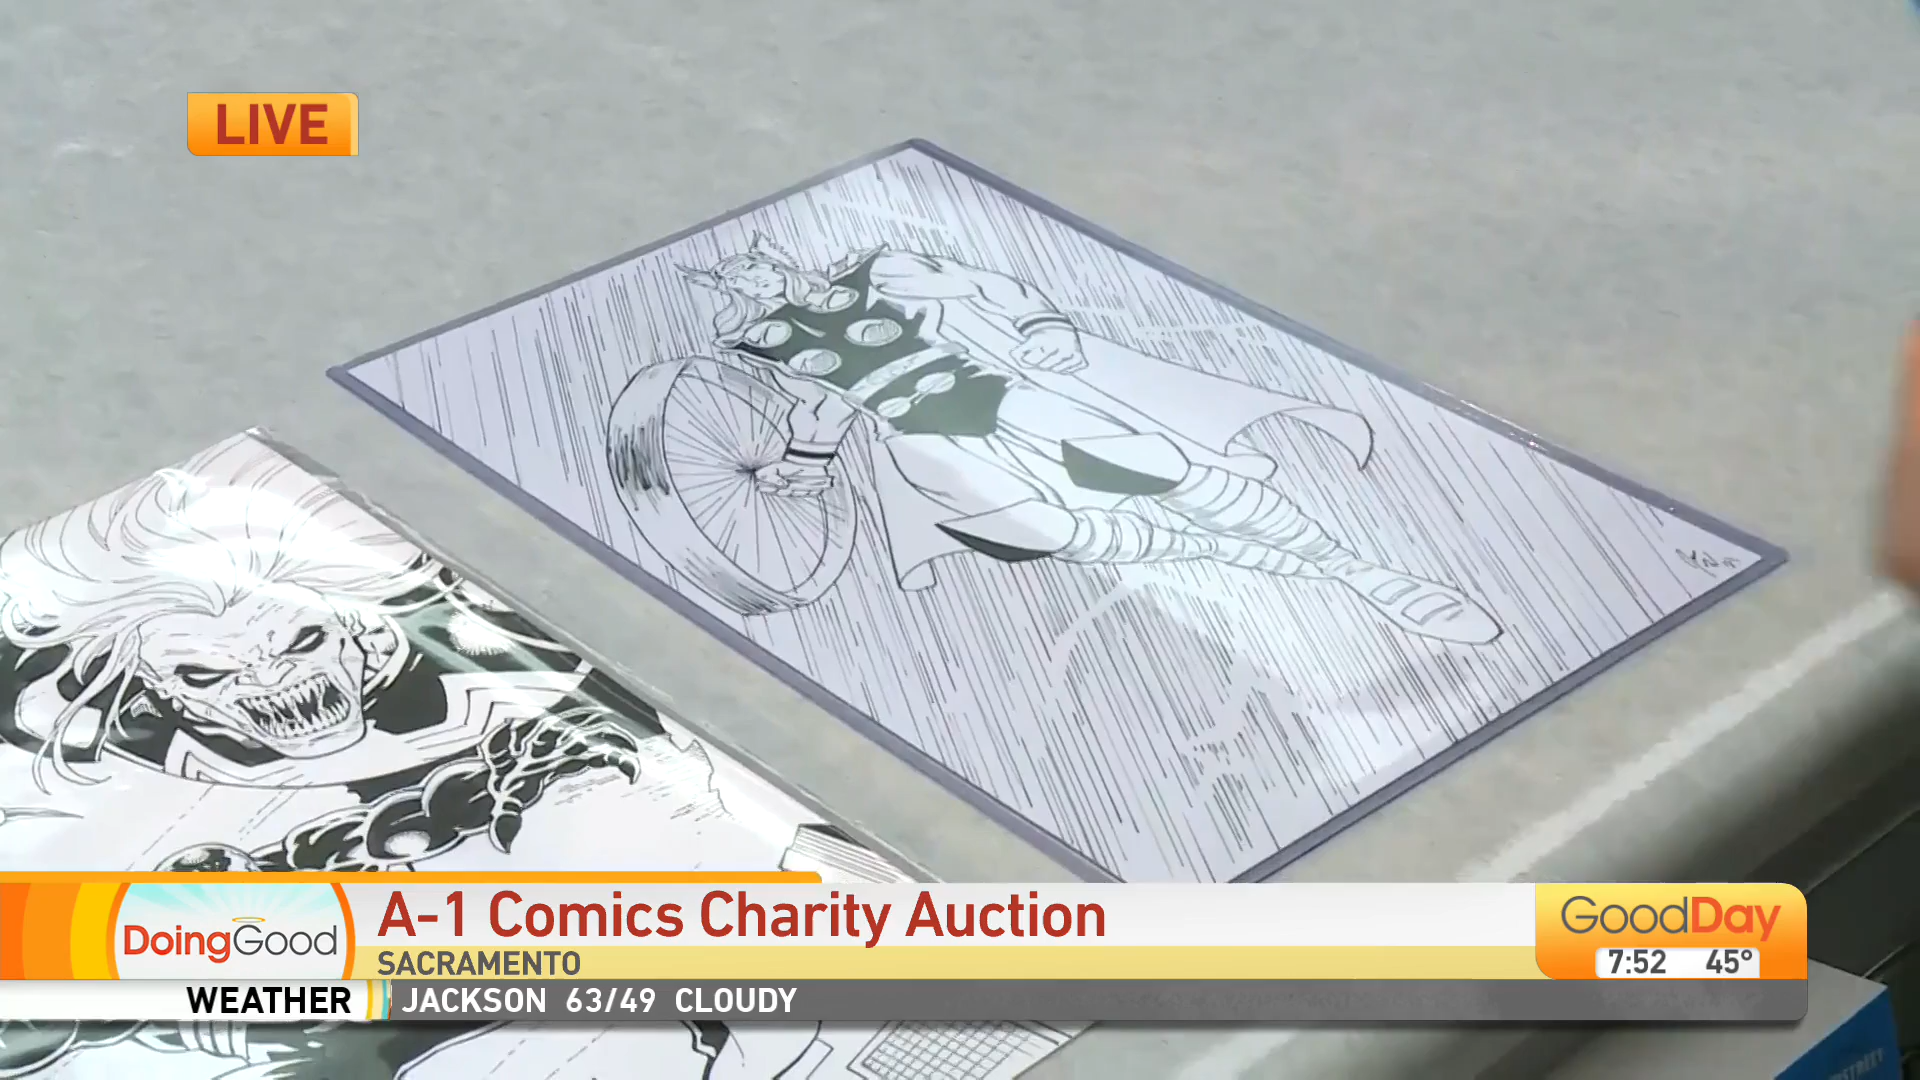 LIVE
DoingGood
A-1 Comics Charity Auction
SACRAMENTO
GoodDay
7:52 45°
WEATHER JACKSON 63/49 CLOUDY